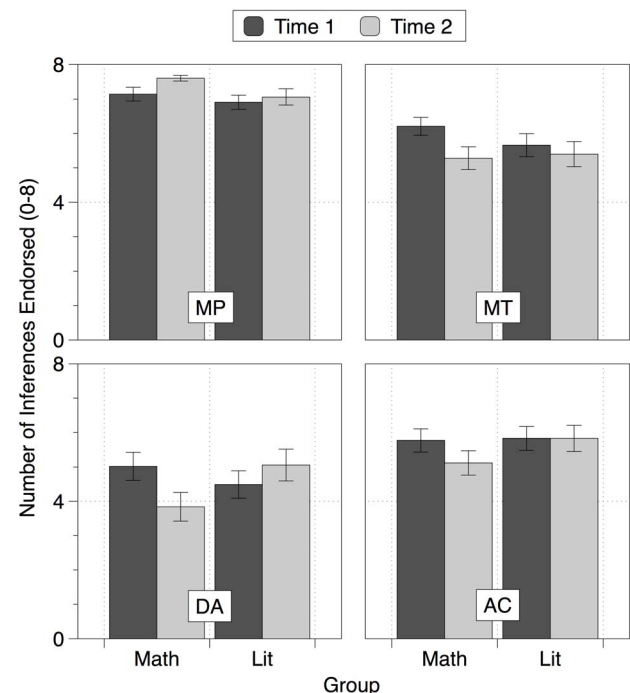 Time 1 Time 2
Number of Inferences Endorsed (0-8)
8
4
0
MP
MT
8
4
0
DA
AC
Math Lit Math Lit
Group